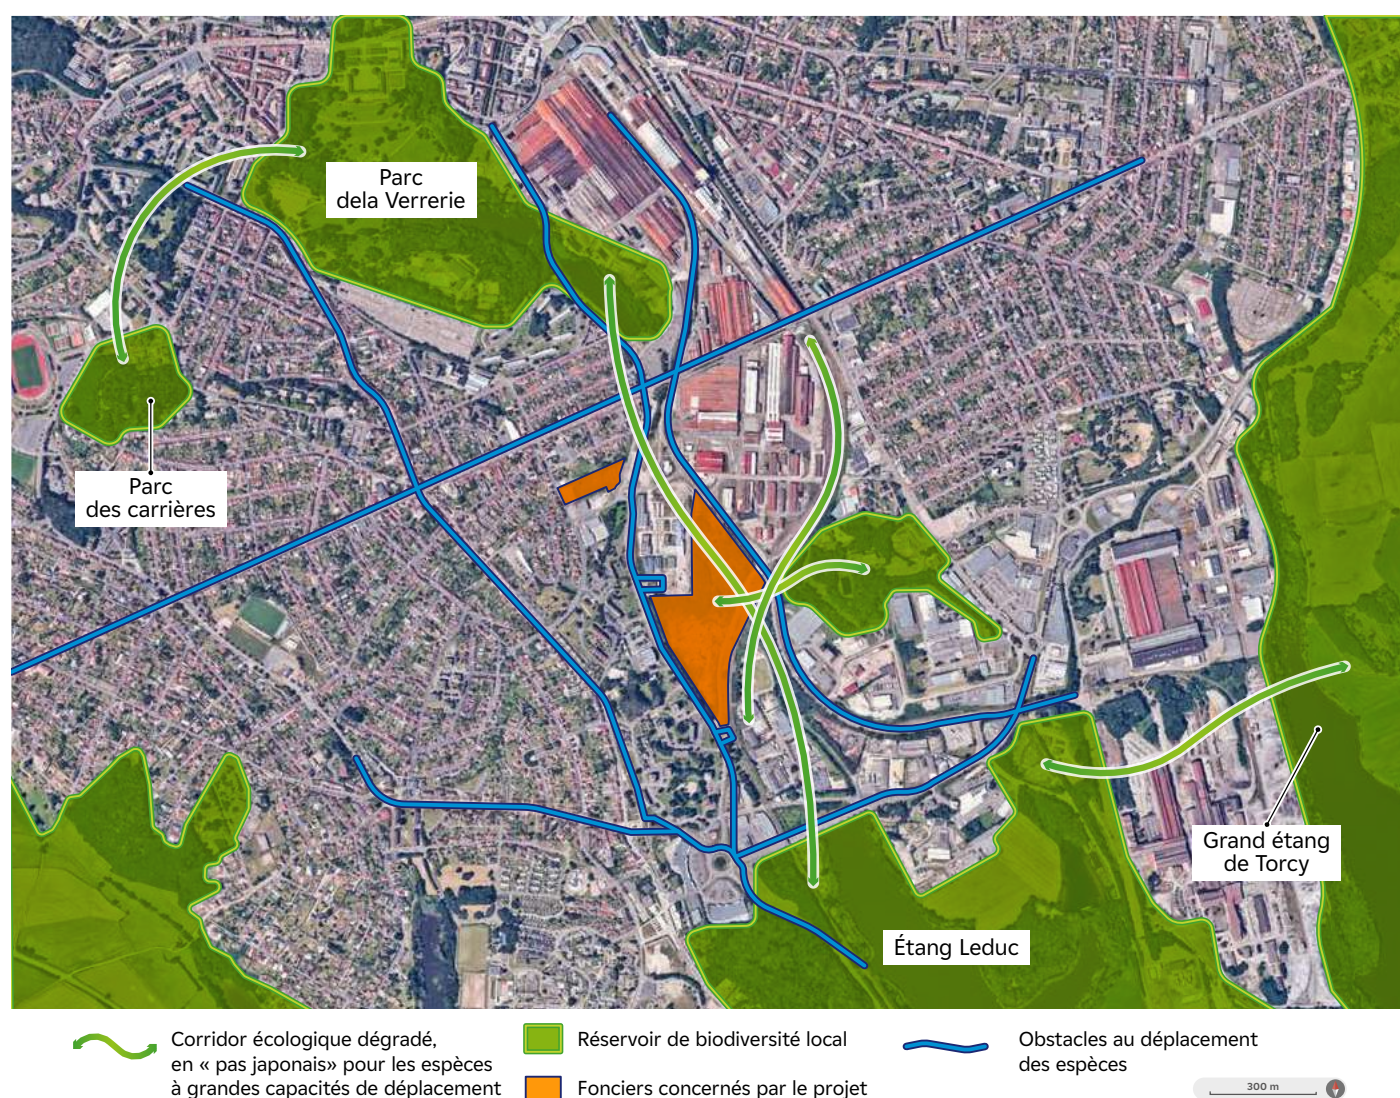 Parc
dela Verrerie
Parc
des carrières
Grand étang
de Torcy
Étang Leduc
Corridor écologique dégradé,
en « pas japonais» pour les espèces
à grandes capacités de déplacement
Réservoir de biodiversité local
Fonciers concernés par le projet
Obstacles au déplacement
des espèces
300 m